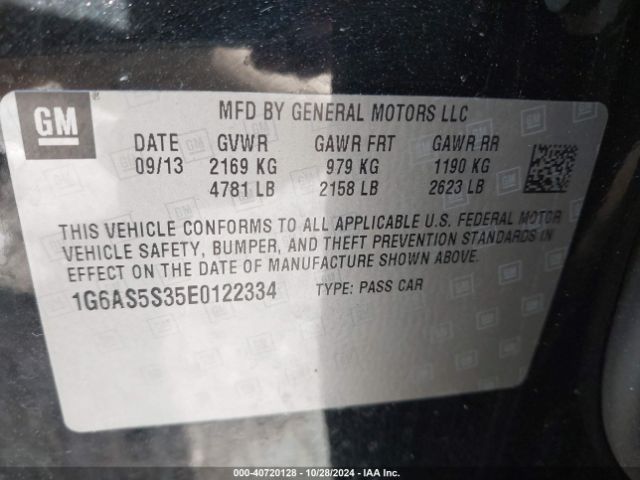 GM
MFD BY GENERAL MOTORS LLC
DATE GVWR GAWR FRT GAWR RR
09/13 2169 KG 979 KG 1190 KG
4781 LB 2158 LB 2623 LB
THIS VEHICLE CONFORMS TO ALL APPLICABLE U.S. FEDERAL MOTOR
VEHICLE SAFETY, BUMPER, AND THEFT PREVENTION STANDARDS IN
EFFECT ON THE DATE OF MANUFACTURE SHOWN ABOVE.
1G6AS5S35E0122334 TYPE: PASS CAR
000-40720128 - 10/28/2024 - IAA Inc.